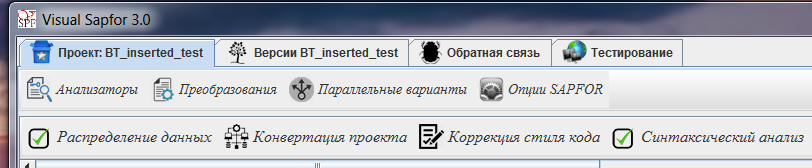 SPF Visual Sapfor 3.0
Проект: BT_inserted_test Версии BT_inserted_test Обратная связь Тестирование
Анализаторы Преобразования Параллельные варианты Опции SAPFOR
Распределение данных Конвертация проекта Коррекция стиля кода Синтаксический анализ